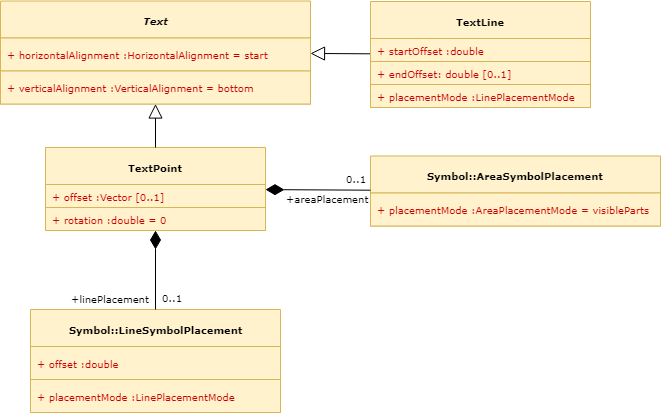 Text
+ horizontalAlignment :HorizontalAlignment = start
+ verticalAlignment :VerticalAlignment = bottom
TextLine
+ startOffset :double
+ endOffset: double [0..1]
+ placementMode :LinePlacementMode
TextPoint
+ offset :Vector [0..1]
+ rotation :double = 0
0..1
+areaPlacement
Symbol::AreaSymbolPlacement
+ placementMode :AreaPlacementMode = visibleParts
+linePlacement
0..1
Symbol::LineSymbolPlacement
+ offset :double
+ placementMode :LinePlacementMode